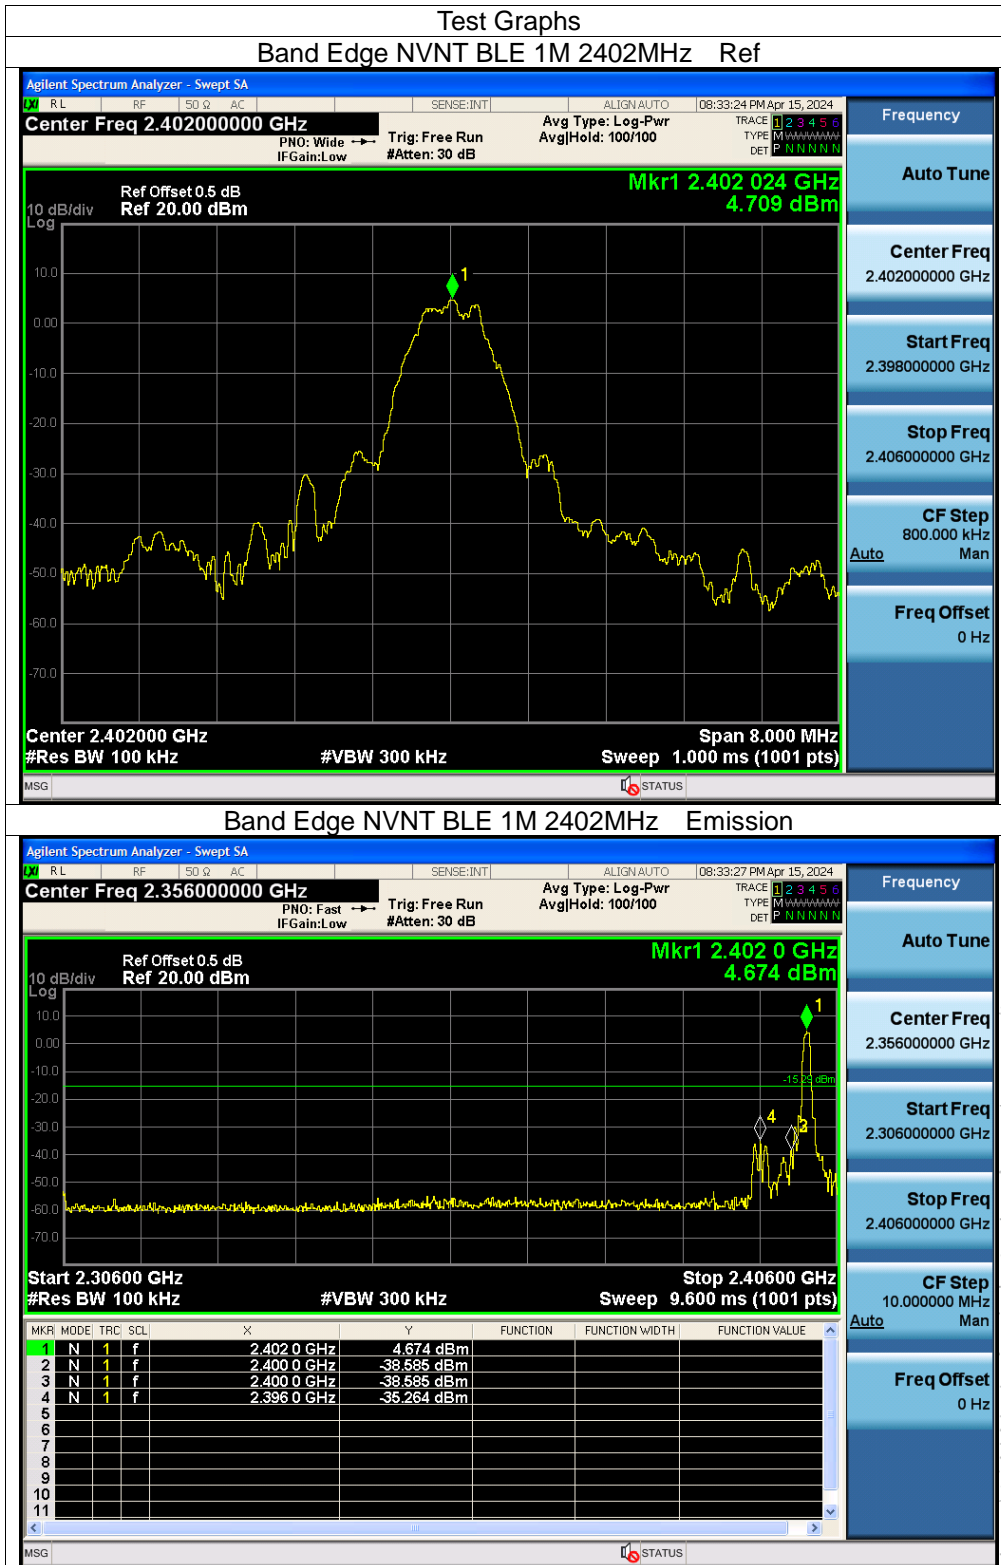 Test Graphs
Band Edge NVNT BLE 1M 2402MHz Ref
Agilent Spectrum Analyzer - Swept SA
LXI RL RF 50 Ω AC SENSE:INT ALIGN AUTO 08:33:24 PM Apr 15, 2024
Center Freq 2.402000000 GHz
PNO: Wide
IFGain:Low
Trig: Free Run
#Atten: 30 dB
Avg Type: Log-Pwr
Avg|Hold: 100/100
TRACE 1 2 3 4 5 6
TYPE M WWWWW
DET P N N N N N
Ref Offset 0.5 dB
10 dB/div Ref 20.00 dBm
Log
Mkr1 2.402 024 GHz
4.709 dBm
1
10.0
0.00
-10.0
-20.0
-30.0
-40.0
-50.0
-60.0
-70.0
Center 2.402000 GHz Span 8.000 MHz
#Res BW 100 kHz #VBW 300 kHz Sweep 1.000 ms (1001 pts)
MSG STATUS
Frequency
Auto Tune
Center Freq
2.402000000 GHz
Start Freq
2.398000000 GHz
Stop Freq
2.406000000 GHz
CF Step
800.000 kHz
Auto Man
Freq Offset
0 Hz
Band Edge NVNT BLE 1M 2402MHz Emission
Agilent Spectrum Analyzer - Swept SA
LXI RL RF 50 Ω AC SENSE:INT ALIGN AUTO 08:33:27 PM Apr 15, 2024
Center Freq 2.356000000 GHz
PNO: Fast
IFGain:Low
Trig: Free Run
#Atten: 30 dB
Avg Type: Log-Pwr
Avg|Hold: 100/100
TRACE 1 2 3 4 5 6
TYPE M WWWWW
DET P N N N N N
Ref Offset 0.5 dB
10 dB/div Ref 20.00 dBm
Log
Mkr1 2.402 0 GHz
4.674 dBm
1
10.0
0.00
-10.0
-15.29 dBm
-20.0
4
-30.0
-40.0
-50.0
-60.0
-70.0
Start 2.30600 GHz Stop 2.40600 GHz
#Res BW 100 kHz #VBW 300 kHz Sweep 9.600 ms (1001 pts)
MKR MODE TRC SCL X Y FUNCTION FUNCTION WIDTH FUNCTION VALUE
1 N 1 f 2.402 0 GHz 4.674 dBm
2 N 1 f 2.400 0 GHz -38.585 dBm
3 N 1 f 2.400 0 GHz -38.585 dBm
4 N 1 f 2.396 0 GHz -35.264 dBm
5
6
7
8
9
10
11
MSG STATUS
Frequency
Auto Tune
Center Freq
2.356000000 GHz
Start Freq
2.306000000 GHz
Stop Freq
2.406000000 GHz
CF Step
10.000000 MHz
Auto Man
Freq Offset
0 Hz